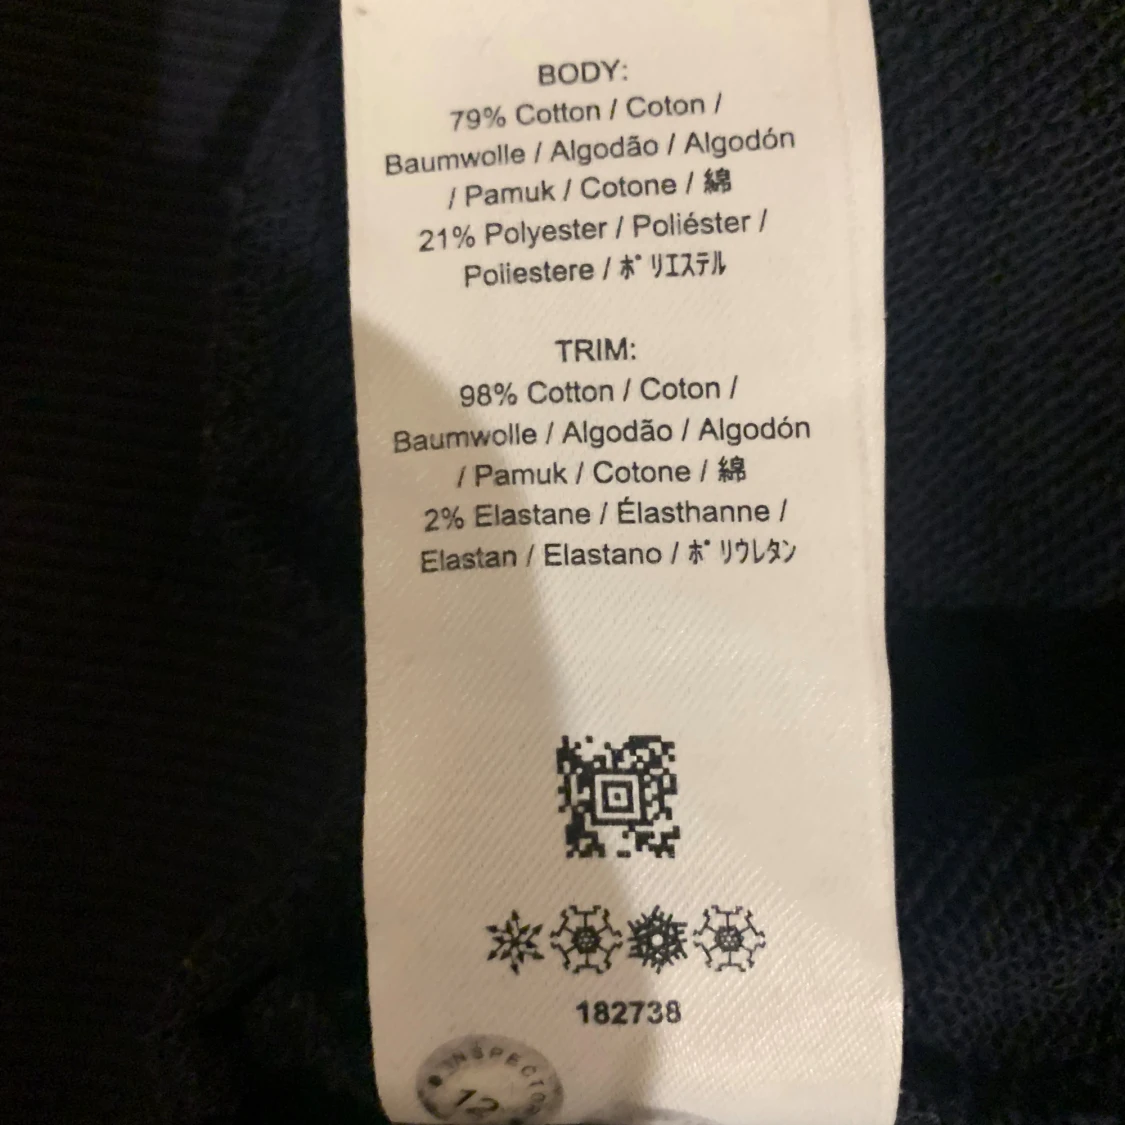 BODY:
79% Cotton / Coton /
Baumwolle / Algodão / Algodón
/ Pamuk / Cotone / 綿
21% Polyester / Poliéster /
Poliestere / ﾎﾟﾘｴｽﾃﾙ
TRIM:
98% Cotton / Coton /
Baumwolle / Algodão / Algodón
/ Pamuk / Cotone / 綿
2% Elastane / Élasthanne /
Elastan / Elastano / ﾎﾟﾘｳﾚﾀﾝ
182738
INSPECTOR
12